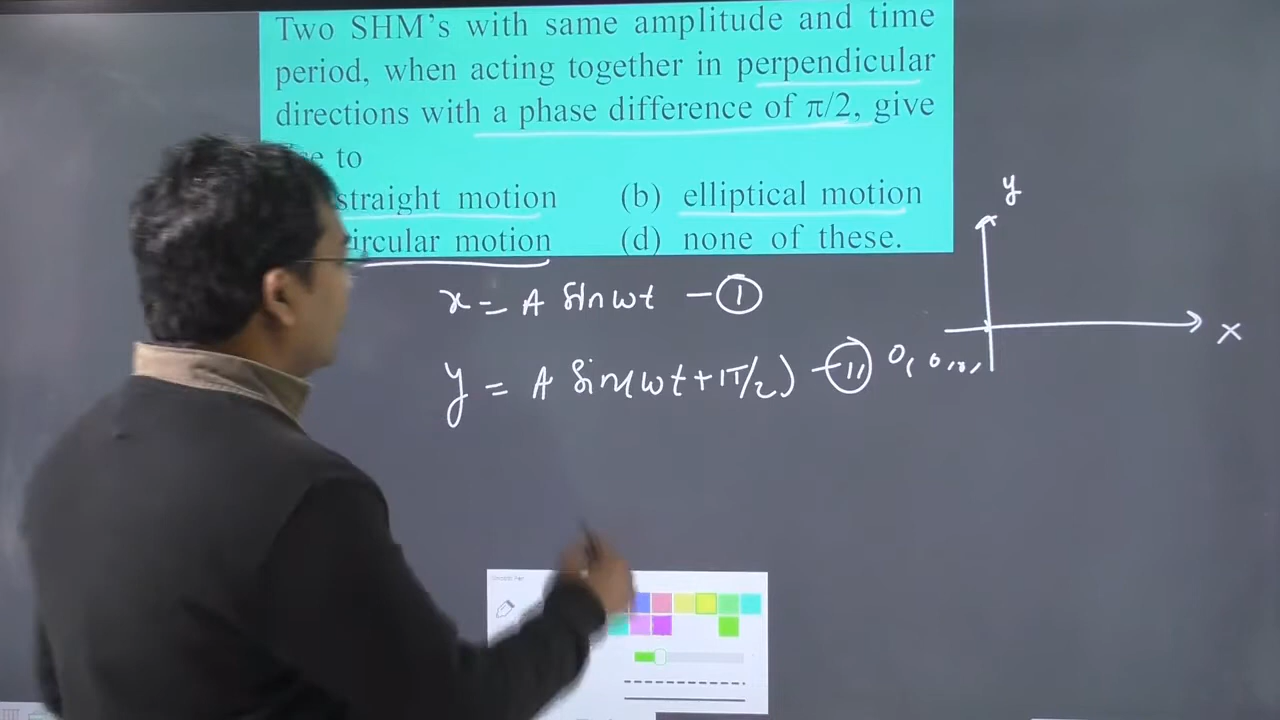 Two SHM's with same amplitude and time
period, when acting together in perpendicular
directions with a phase difference of π/2, give
to
straight motion (b) elliptical motion
ircular motion (d) none of these.
y
x = A sin ωt – ①
X
y = A sin(ωt + π/2) – ⑪